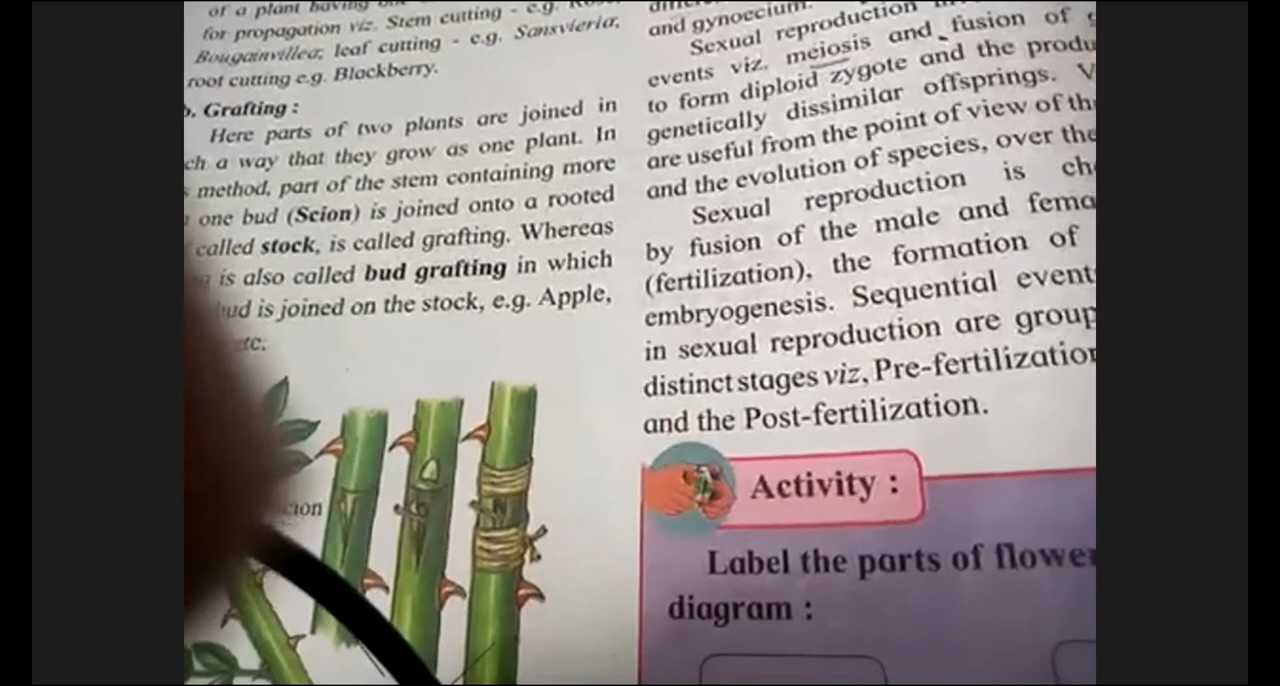 of a plant having
for propagation viz. Stem cutting - e.g.
Bougainvillea; leaf cutting - e.g. Sansvieria;
root cutting e.g. Blackberry.
b. Grafting :
Here parts of two plants are joined in
ch a way that they grow as one plant. In
method, part of the stem containing more
one bud (Scion) is joined onto a rooted
called stock, is called grafting. Whereas
is also called bud grafting in which
bud is joined on the stock, e.g. Apple,
etc.
cion
and gynoecium.
Sexual reproduction
events viz. meiosis and fusion of
to form diploid zygote and the produ
genetically dissimilar offsprings. V
are useful from the point of view of the
and the evolution of species, over the
Sexual reproduction is ch
by fusion of the male and fema
(fertilization), the formation of
embryogenesis. Sequential event
in sexual reproduction are group
distinct stages viz, Pre-fertilization
and the Post-fertilization.
Activity :
Label the parts of flower
diagram :